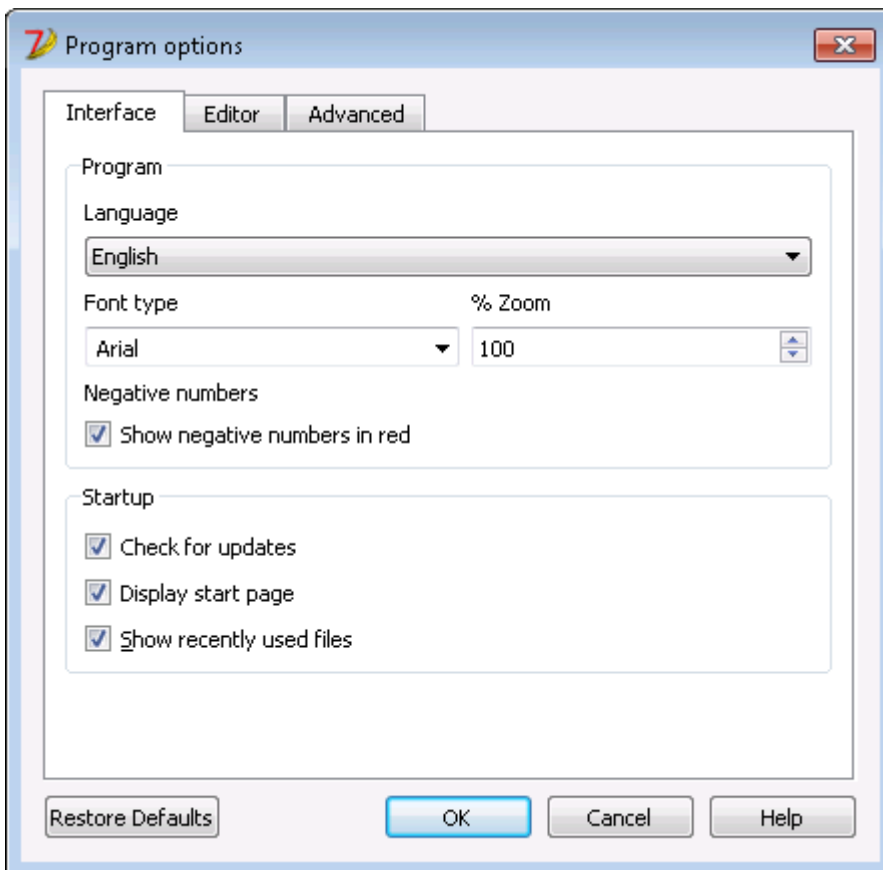 Program options
Interface Editor Advanced
Program
Language
English
Font type % Zoom
Arial 100
Negative numbers
Show negative numbers in red
Startup
Check for updates
Display start page
Show recently used files
Restore Defaults OK Cancel Help